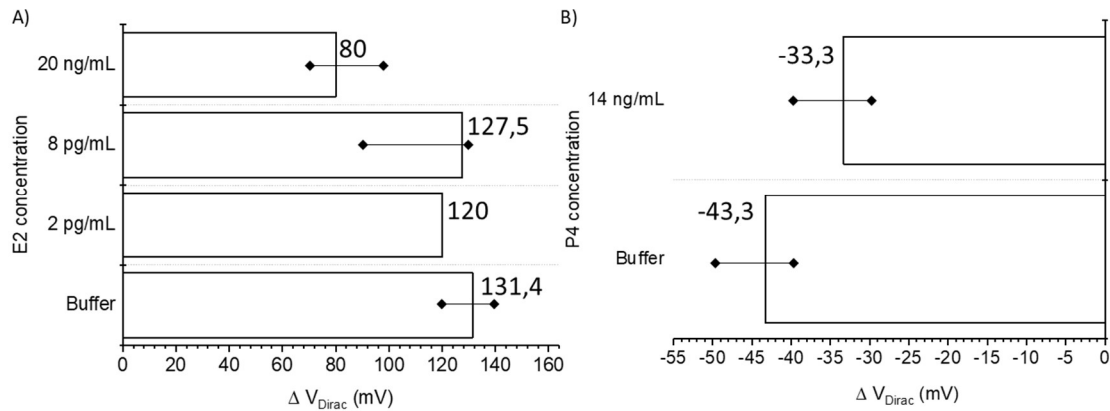 A)
E2 concentration
20 ng/mL
80
8 pg/mL
127,5
2 pg/mL
120
Buffer
131,4
0 20 40 60 80 100 120 140 160
Δ VDirac (mV)
B)
P4 concentration
14 ng/mL
-33,3
Buffer
-43,3
-55 -50 -45 -40 -35 -30 -25 -20 -15 -10 -5 0
Δ VDirac (mV)